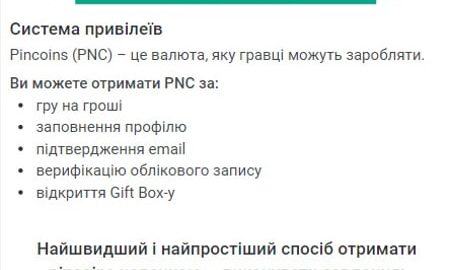 Система привілеїв
Pincoins (PNC) – це валюта, яку гравці можуть заробляти.
Ви можете отримати PNC за:
• гру на гроші
• заповнення профілю
• підтвердження email
• верифікацію облікового запису
• відкриття Gift Box-у
Найшвидший і найпростіший спосіб отримати